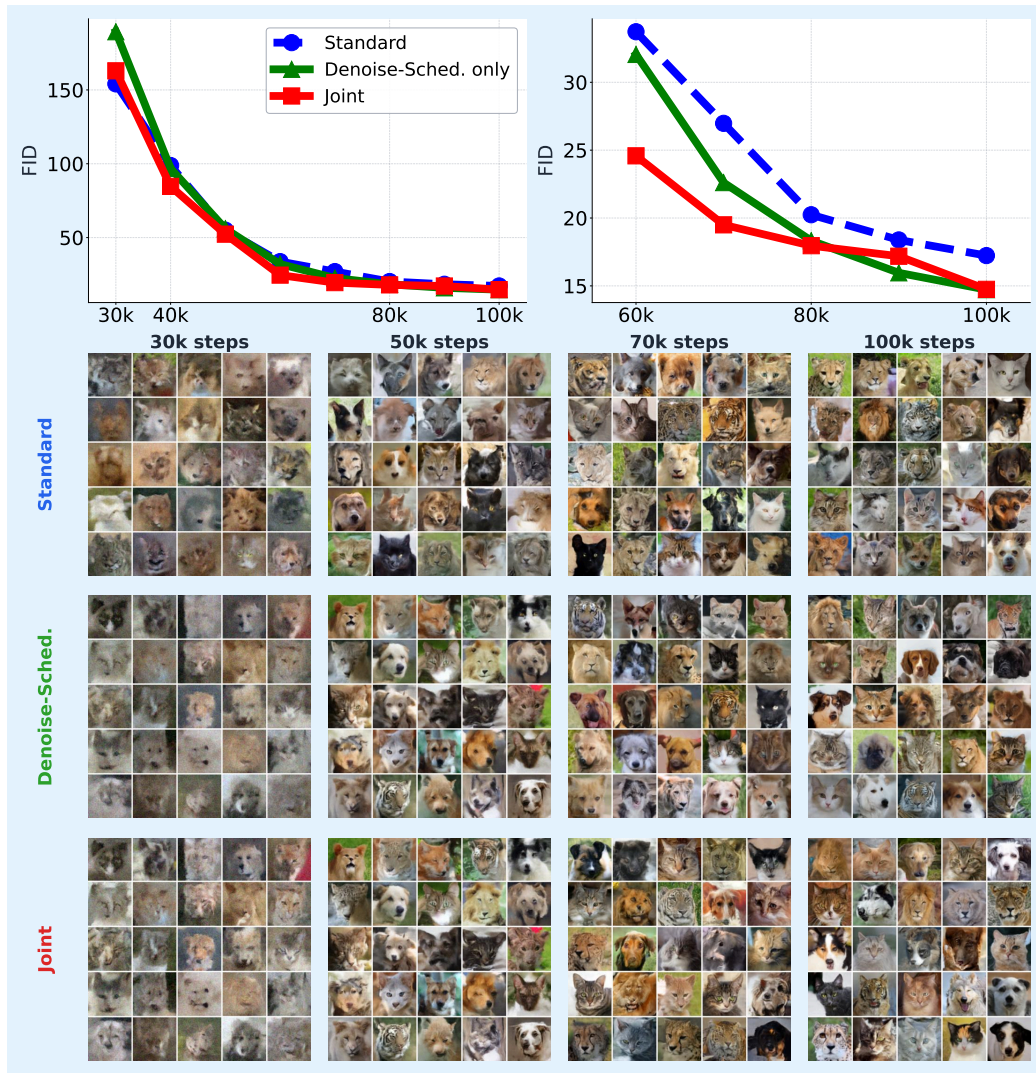 FID
150
100
50
30k 40k 80k 100k
Standard
Denoise-Sched. only
Joint
FID
30
25
20
15
60k 80k 100k
30k steps 50k steps 70k steps 100k steps
Standard
Denoise-Sched.
Joint